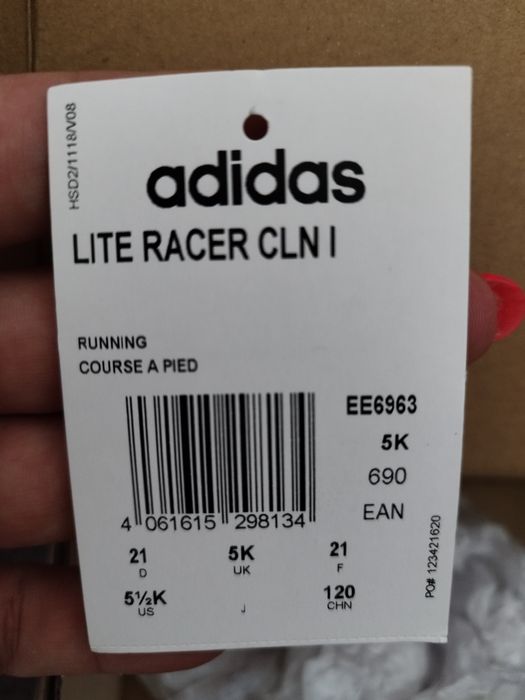 HSD2/1118/V08
adidas
LITE RACER CLN I
RUNNING
COURSE A PIED
EE6963
5K
690
EAN
4 061615 298134
21 5K 21
D UK F
5½K 120
US J CHN
PO# 123421620